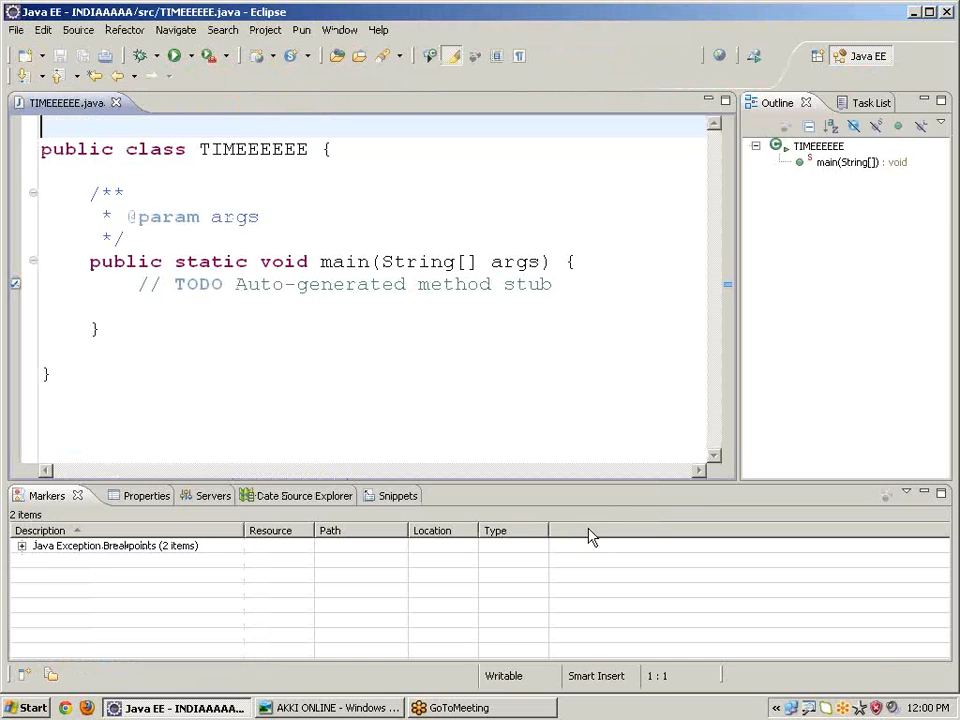 Java EE - INDIAAAAA/src/TIMEEEEEE.java - Eclipse
File Edit Source Refactor Navigate Search Project Run Window Help
Java EE
TIMEEEEEE.java
Outline Task List
public class TIMEEEEEE {
TIMEEEEEE
main(String[]) : void
/**
* @param args
*/
public static void main(String[] args) {
// TODO Auto-generated method stub
}
}
Markers Properties Servers Data Source Explorer Snippets
2 items
Description Resource Path Location Type
Java Exception Breakpoints (2 items)
Writable Smart Insert 1 : 1
Start Java EE - INDIAAAAA... AKKI ONLINE - Windows ... GoToMeeting 12:00 PM